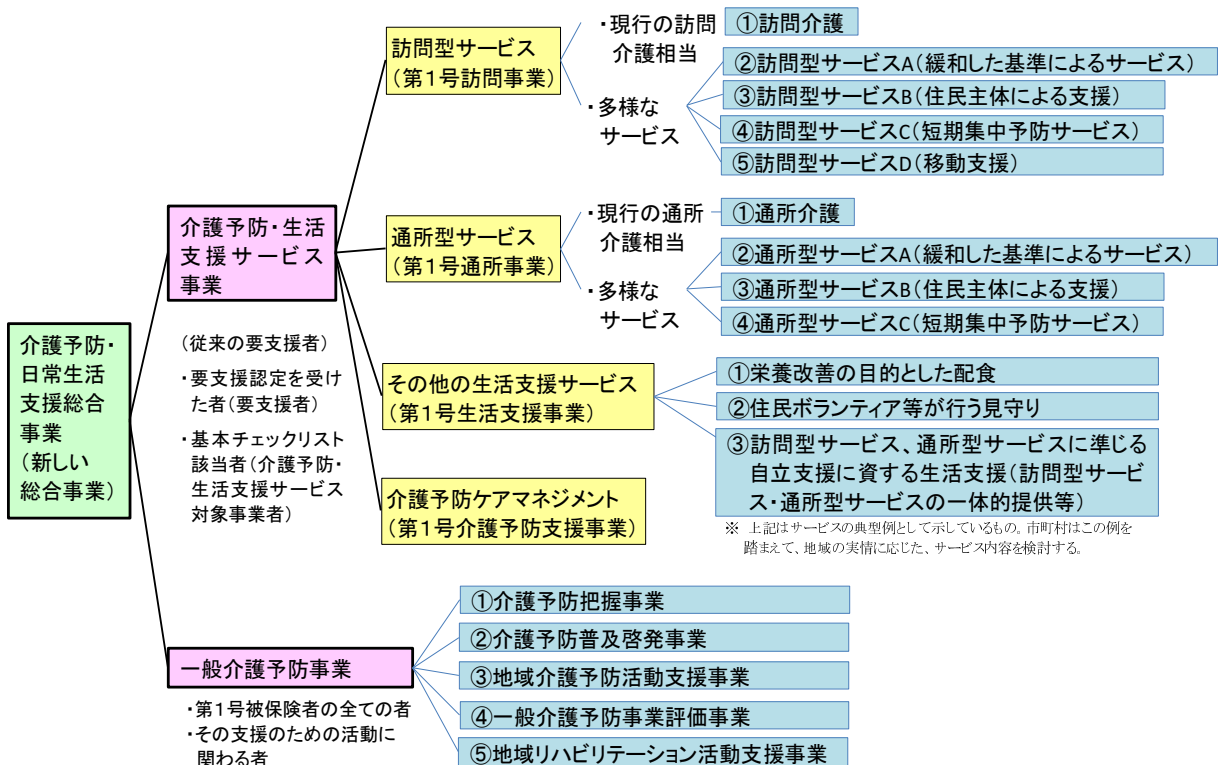 介護予防・
日常生活
支援総合
事業
(新しい
総合事業)
介護予防・生活
支援サービス
事業
(従来の要支援者)
・要支援認定を受け
た者(要支援者)
・基本チェックリスト
該当者(介護予防・
生活支援サービス
対象事業者)
訪問型サービス
(第1号訪問事業)
・現行の訪問
介護相当
①訪問介護
・多様な
サービス
②訪問型サービスA(緩和した基準によるサービス)
③訪問型サービスB(住民主体による支援)
④訪問型サービスC(短期集中予防サービス)
⑤訪問型サービスD(移動支援)
通所型サービス
(第1号通所事業)
・現行の通所
介護相当
①通所介護
・多様な
サービス
②通所型サービスA(緩和した基準によるサービス)
③通所型サービスB(住民主体による支援)
④通所型サービスC(短期集中予防サービス)
その他の生活支援サービス
(第1号生活支援事業)
①栄養改善の目的とした配食
②住民ボランティア等が行う見守り
③訪問型サービス、通所型サービスに準じる
自立支援に資する生活支援(訪問型サービ
ス・通所型サービスの一体的提供等)
※ 上記はサービスの典型例として示しているもの。市町村はこの例を
踏まえて、地域の実情に応じた、サービス内容を検討する。
介護予防ケアマネジメント
(第1号介護予防支援事業)
一般介護予防事業
・第1号被保険者の全ての者
・その支援のための活動に
関わる者
①介護予防把握事業
②介護予防普及啓発事業
③地域介護予防活動支援事業
④一般介護予防事業評価事業
⑤地域リハビリテーション活動支援事業